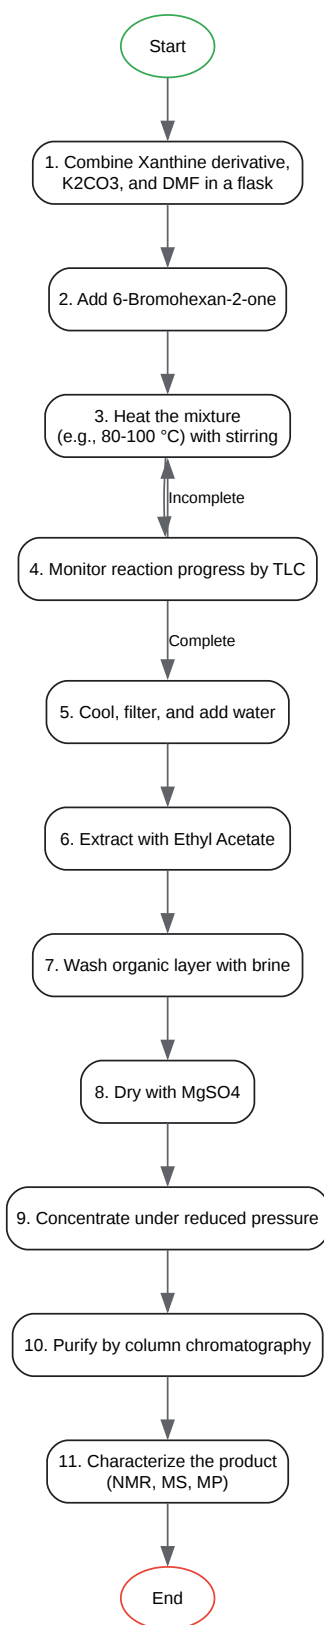 Start
1. Combine Xanthine derivative,
K2CO3, and DMF in a flask
2. Add 6-Bromohexan-2-one
3. Heat the mixture
(e.g., 80-100 °C) with stirring
Incomplete
4. Monitor reaction progress by TLC
Complete
5. Cool, filter, and add water
6. Extract with Ethyl Acetate
7. Wash organic layer with brine
8. Dry with MgSO4
9. Concentrate under reduced pressure
10. Purify by column chromatography
11. Characterize the product
(NMR, MS, MP)
End